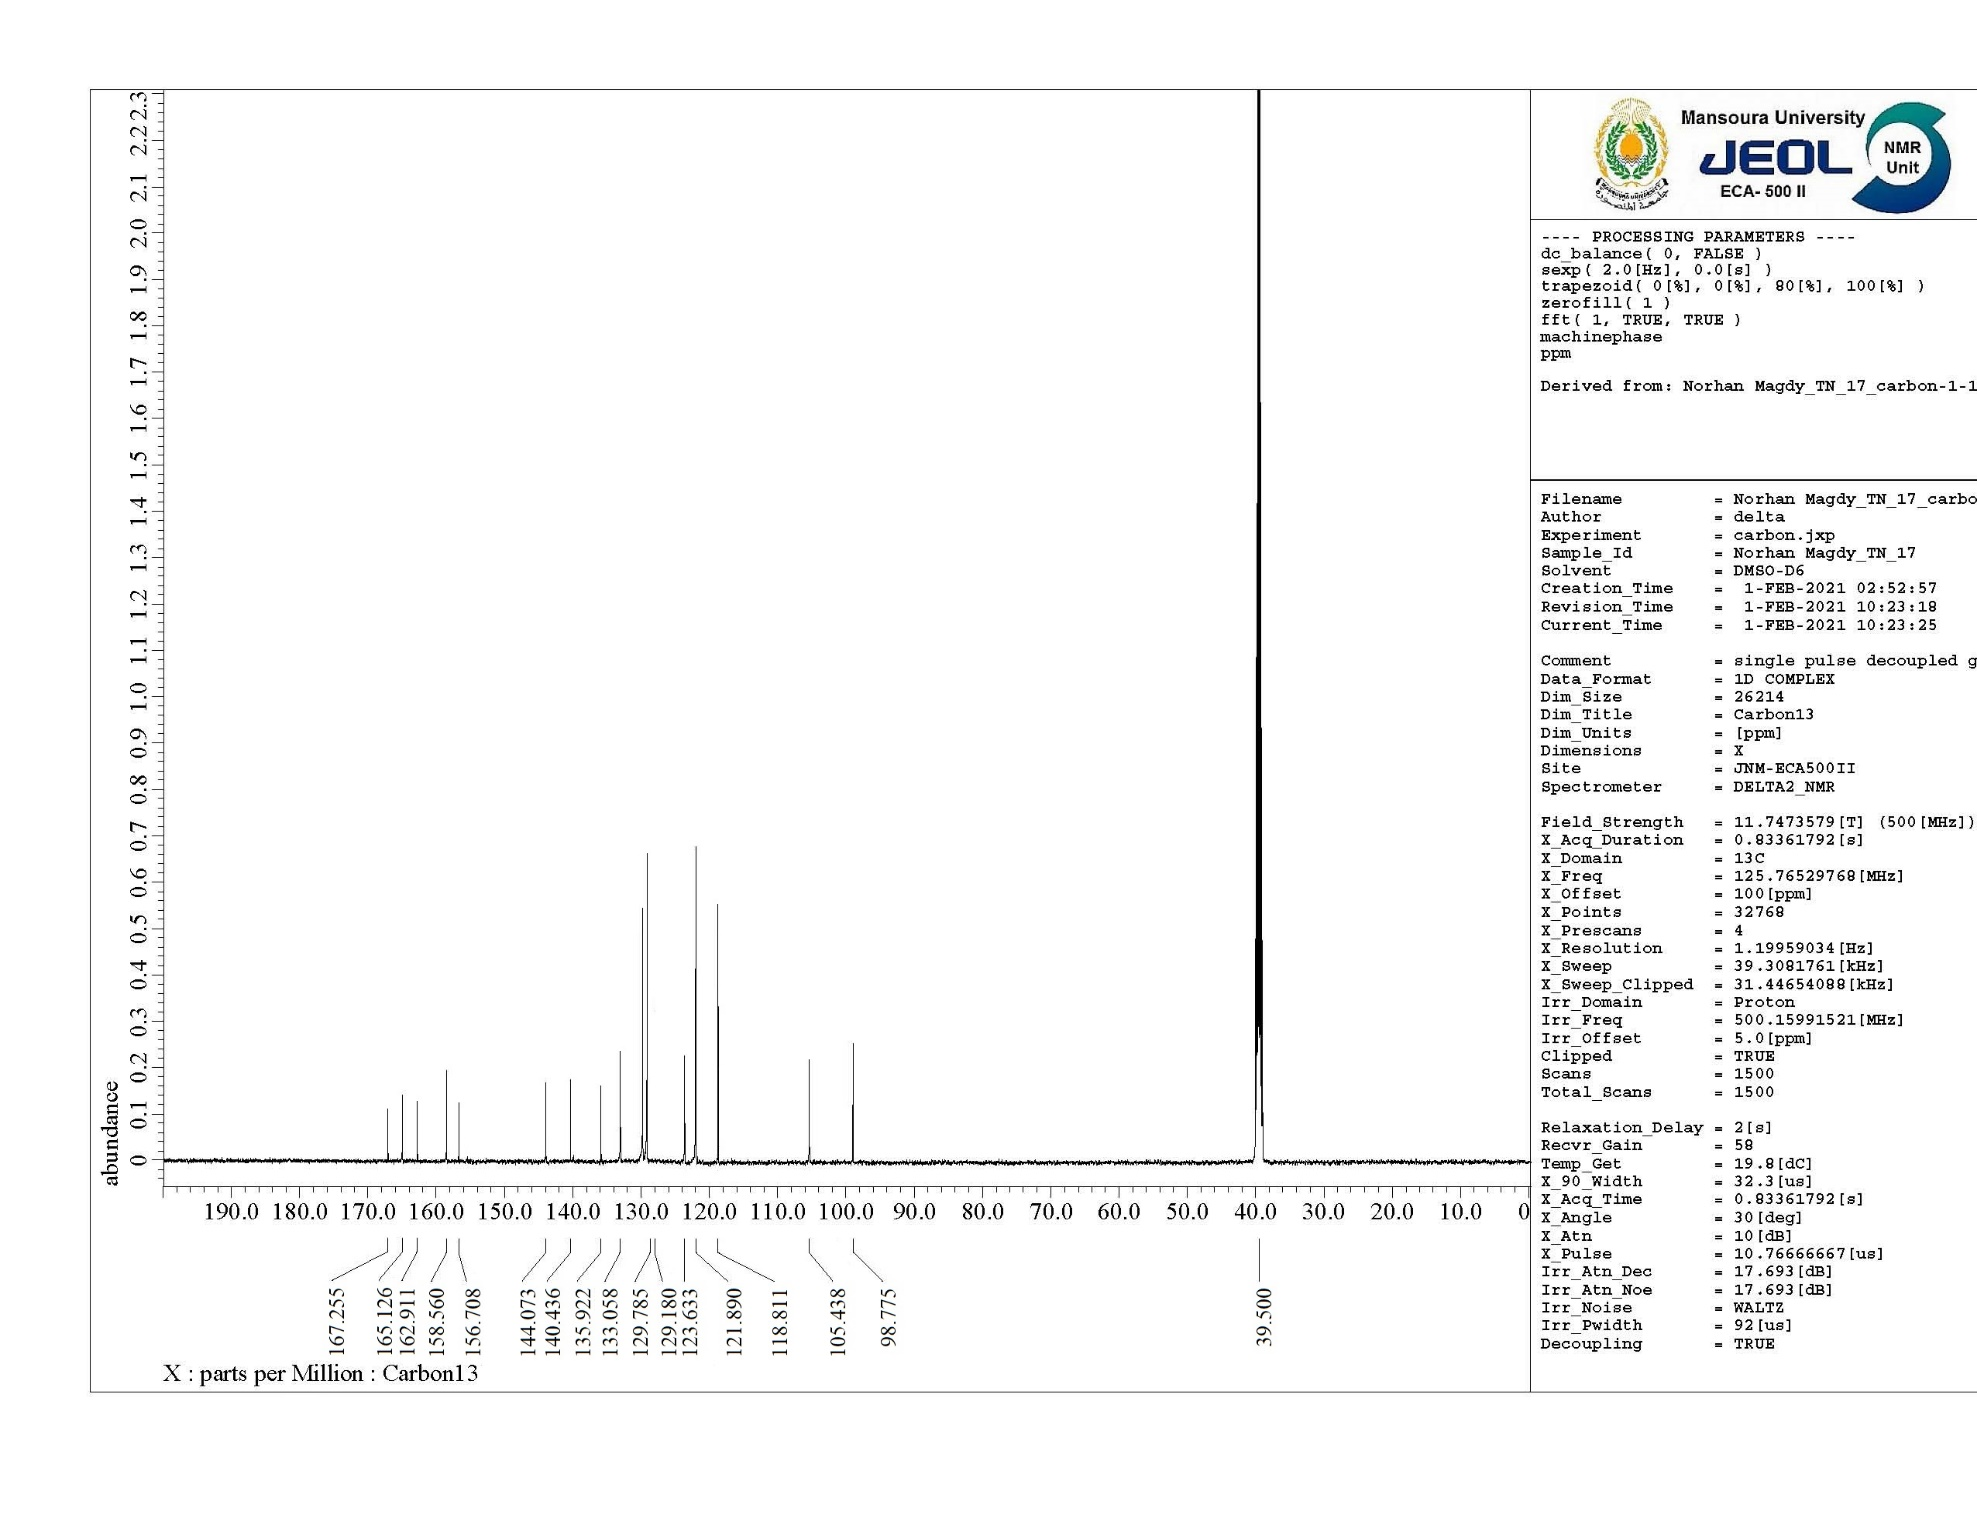 abundance
2.3
2.2
2.1
2.0
1.9
1.8
1.7
1.6
1.5
1.4
1.3
1.2
1.1
1.0
0.9
0.8
0.7
0.6
0.5
0.4
0.3
0.2
0.1
0
190.0 180.0 170.0 160.0 150.0 140.0 130.0 120.0 110.0 100.0 90.0 80.0 70.0 60.0 50.0 40.0 30.0 20.0 10.0 0
167.255
165.126
162.911
158.560
156.708
144.073
140.436
135.922
133.058
129.785
129.180
123.633
121.890
118.811
105.438
98.775
39.500
X : parts per Million : Carbon13
Mansoura University
JEOL
ECA- 500 II
NMR
Unit
---- PROCESSING PARAMETERS ----
dc_balance( 0, FALSE )
sexp( 2.0[Hz], 0.0[s] )
trapezoid( 0[%], 0[%], 80[%], 100[%] )
zerofill( 1 )
fft( 1, TRUE, TRUE )
machinephase
ppm
Derived from: Norhan Magdy_TN_17_carbon-1-1
Filename = Norhan Magdy_TN_17_carbo
Author = delta
Experiment = carbon.jxp
Sample_Id = Norhan Magdy_TN_17
Solvent = DMSO-D6
Creation_Time = 1-FEB-2021 02:52:57
Revision_Time = 1-FEB-2021 10:23:18
Current_Time = 1-FEB-2021 10:23:25
Comment = single pulse decoupled g
Data_Format = 1D COMPLEX
Dim_Size = 26214
Dim_Title = Carbon13
Dim_Units = [ppm]
Dimensions = X
Site = JNM-ECA500II
Spectrometer = DELTA2_NMR
Field_Strength = 11.7473579[T] (500[MHz])
X_Acq_Duration = 0.83361792[s]
X_Domain = 13C
X_Freq = 125.76529768[MHz]
X_Offset = 100[ppm]
X_Points = 32768
X_Prescans = 4
X_Resolution = 1.19959034[Hz]
X_Sweep = 39.3081761[kHz]
X_Sweep_Clipped = 31.44654088[kHz]
Irr_Domain = Proton
Irr_Freq = 500.15991521[MHz]
Irr_Offset = 5.0[ppm]
Clipped = TRUE
Scans = 1500
Total_Scans = 1500
Relaxation_Delay = 2[s]
Recvr_Gain = 58
Temp_Get = 19.8[dC]
X_90_Width = 32.3[us]
X_Acq_Time = 0.83361792[s]
X_Angle = 30[deg]
X_Atn = 10[dB]
X_Pulse = 10.76666667[us]
Irr_Atn_Dec = 17.693[dB]
Irr_Atn_Noe = 17.693[dB]
Irr_Noise = WALTZ
Irr_Pwidth = 92[us]
Decoupling = TRUE